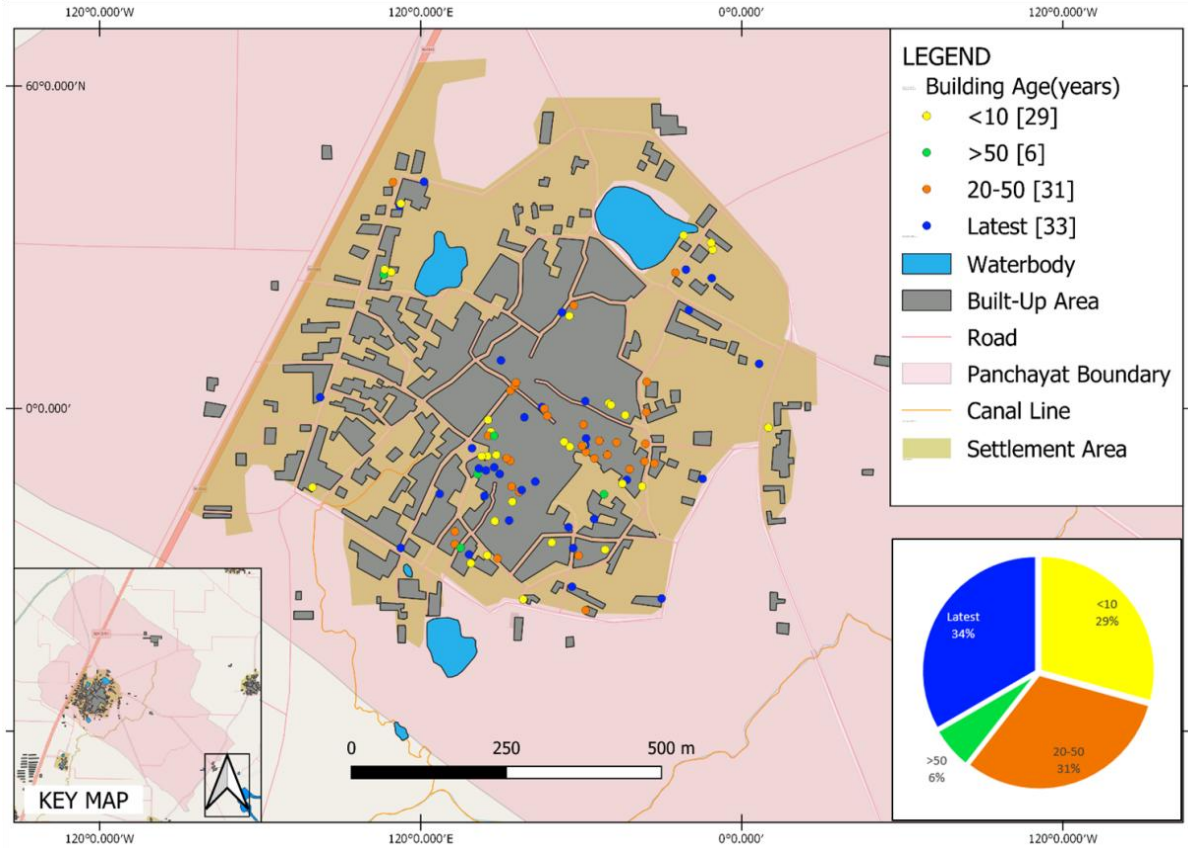 120°0.000'W
120°0.000'E
0°0.000'
120°0.000'W
60°0.000'N
0°0.000'
LEGEND
Building Age(years)
<10 [29]
>50 [6]
20-50 [31]
Latest [33]
Waterbody
Built-Up Area
Road
Panchayat Boundary
Canal Line
Settlement Area
Latest
34%
<10
29%
20-50
31%
>50
6%
0
250
500 m
KEY MAP
120°0.000'W
120°0.000'E
0°0.000'
120°0.000'W